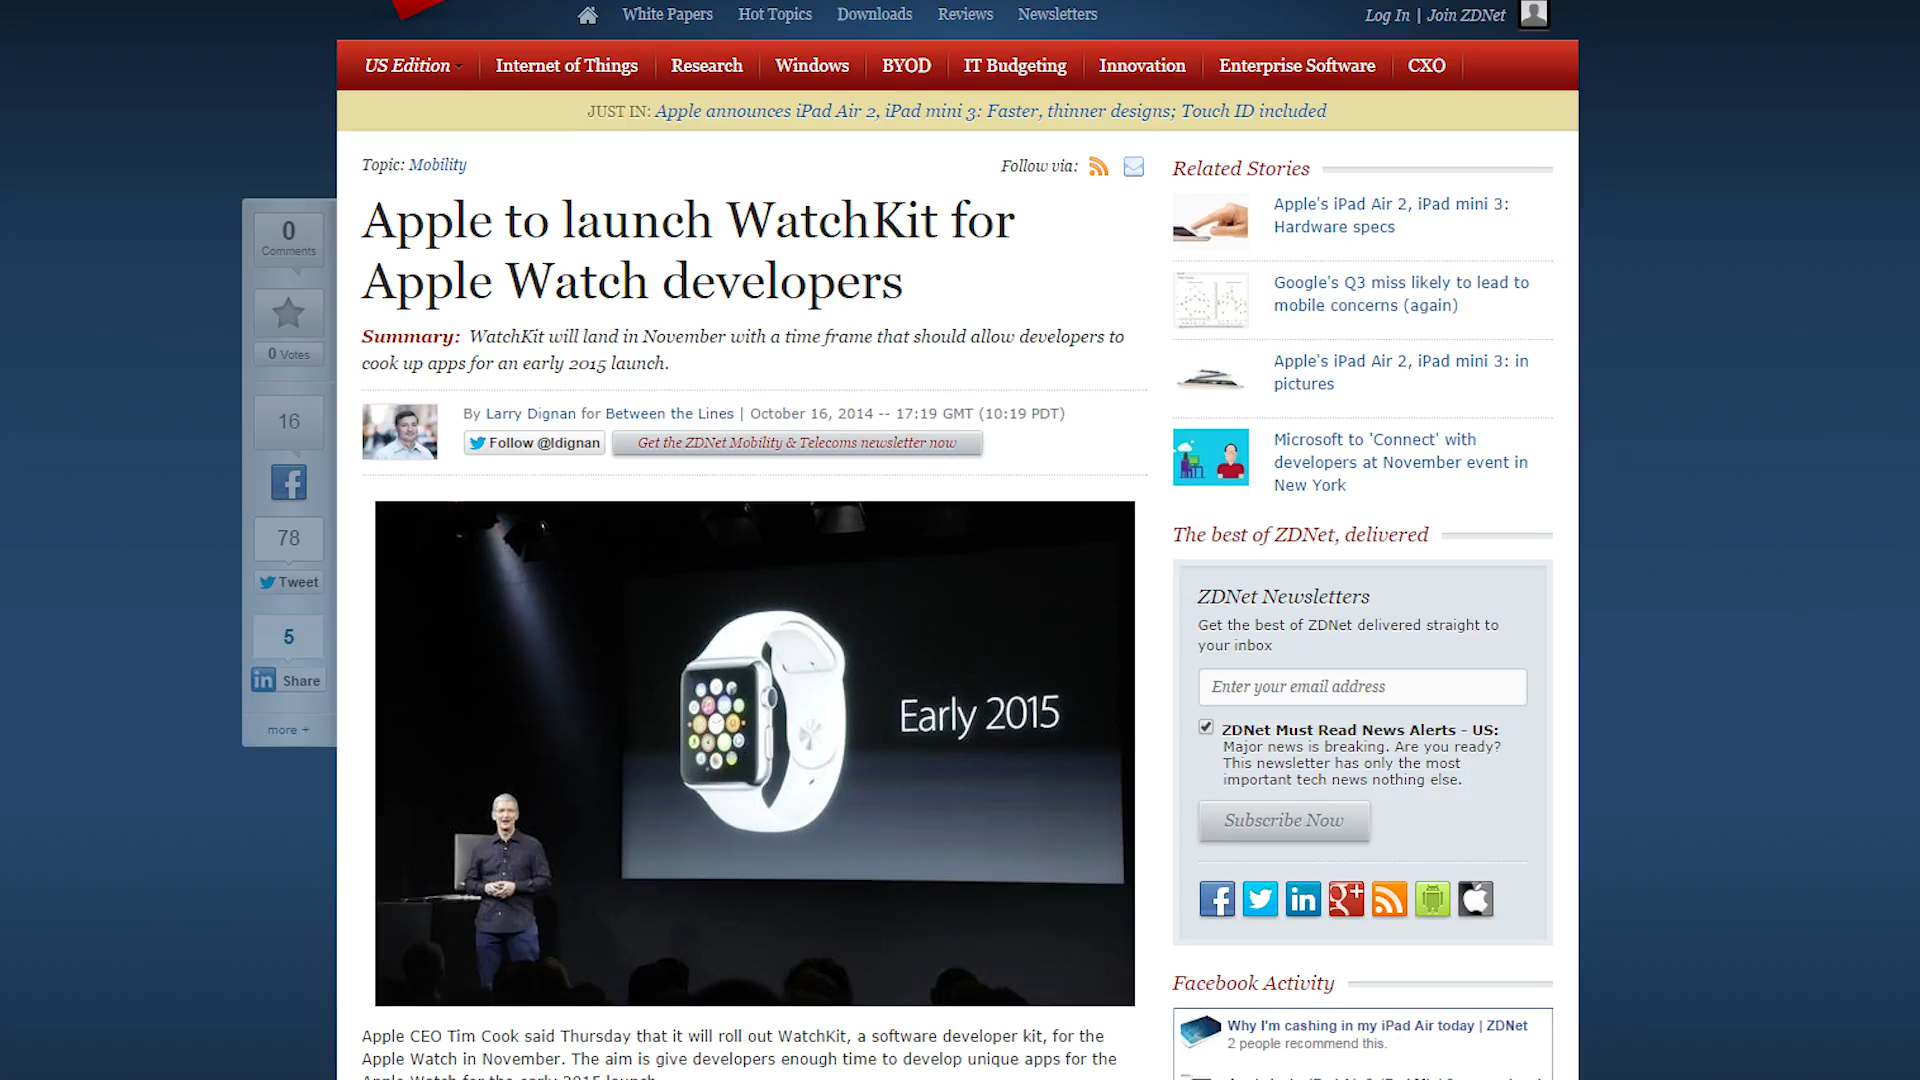 White Papers Hot Topics Downloads Reviews Newsletters
Log In | Join ZDNet
US Edition Internet of Things Research Windows BYOD IT Budgeting Innovation Enterprise Software CXO
JUST IN: Apple announces iPad Air 2, iPad mini 3: Faster, thinner designs; Touch ID included
Topic: Mobility
Follow via:
Apple to launch WatchKit for
Apple Watch developers
Summary: WatchKit will land in November with a time frame that should allow developers to
cook up apps for an early 2015 launch.
By Larry Dignan for Between the Lines | October 16, 2014 -- 17:19 GMT (10:19 PDT)
Follow @ldignan
Get the ZDNet Mobility & Telecoms newsletter now
0
Comments
0 Votes
16
78
Tweet
5
in Share
more +
Early 2015
Apple CEO Tim Cook said Thursday that it will roll out WatchKit, a software developer kit, for the
Apple Watch in November. The aim is give developers enough time to develop unique apps for the
Apple Watch for the early 2015 launch.
Related Stories
Apple's iPad Air 2, iPad mini 3:
Hardware specs
Google's Q3 miss likely to lead to
mobile concerns (again)
Apple's iPad Air 2, iPad mini 3: in
pictures
Microsoft to 'Connect' with
developers at November event in
New York
The best of ZDNet, delivered
ZDNet Newsletters
Get the best of ZDNet delivered straight to
your inbox
Enter your email address
ZDNet Must Read News Alerts - US:
Major news is breaking. Are you ready?
This newsletter has only the most
important tech news nothing else.
Subscribe Now
Facebook Activity
Why I'm cashing in my iPad Air today | ZDNet
2 people recommend this.